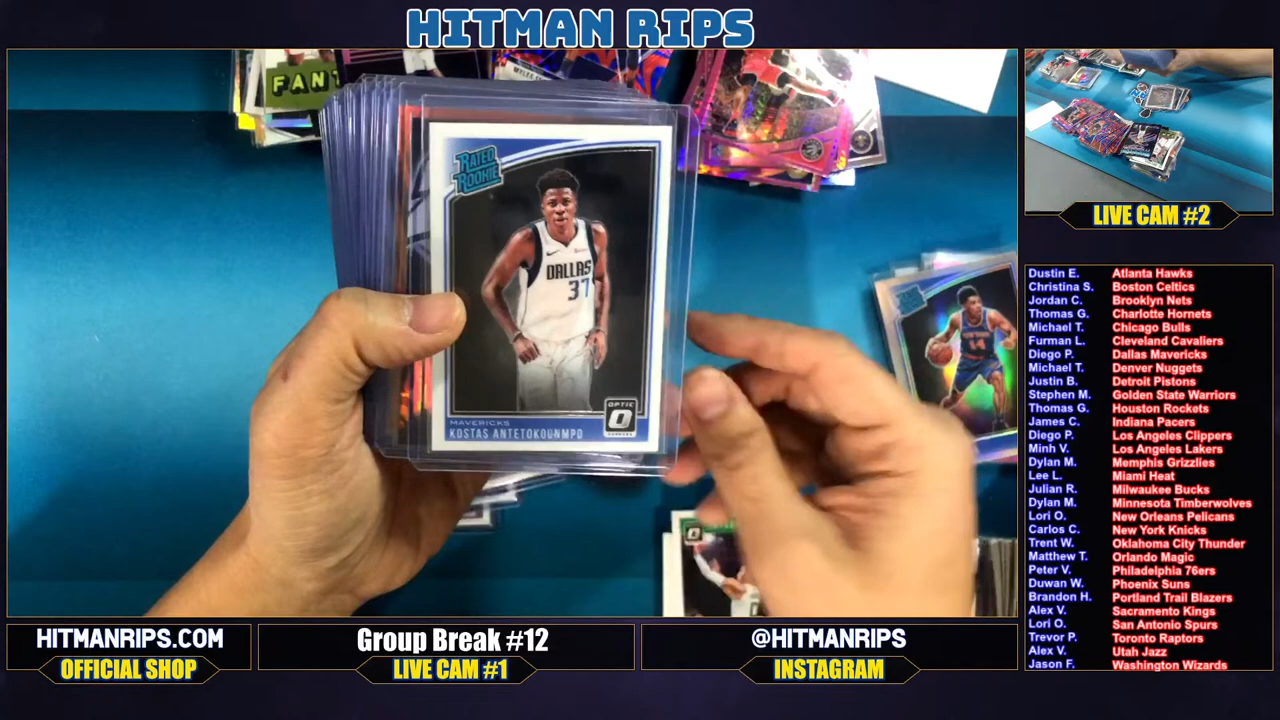 HITMAN RIPS
FANT
RATED
ROOKIE
DALLAS
37
OPTIC
MAVERICKS
KOSTAS ANTETOKOUNMPO
14
LIVE CAM #2
Dustin E. Atlanta Hawks
Christina S. Boston Celtics
Jordan C. Brooklyn Nets
Thomas G. Charlotte Hornets
Michael T. Chicago Bulls
Furman L. Cleveland Cavaliers
Diego P. Dallas Mavericks
Michael T. Denver Nuggets
Justin B. Detroit Pistons
Stephen M. Golden State Warriors
Thomas G. Houston Rockets
James C. Indiana Pacers
Diego P. Los Angeles Clippers
Minh V. Los Angeles Lakers
Dylan M. Memphis Grizzlies
Lee L. Miami Heat
Julian R. Milwaukee Bucks
Dylan M. Minnesota Timberwolves
Lori O. New Orleans Pelicans
Carlos C. New York Knicks
Trent W. Oklahoma City Thunder
Matthew T. Orlando Magic
Peter V. Philadelphia 76ers
Duwan W. Phoenix Suns
Brandon H. Portland Trail Blazers
Alex V. Sacramento Kings
Lori O. San Antonio Spurs
Trevor P. Toronto Raptors
Alex V. Utah Jazz
Jason F. Washington Wizards
HITMANRIPS.COM
OFFICIAL SHOP
Group Break #12
LIVE CAM #1
@HITMANRIPS
INSTAGRAM